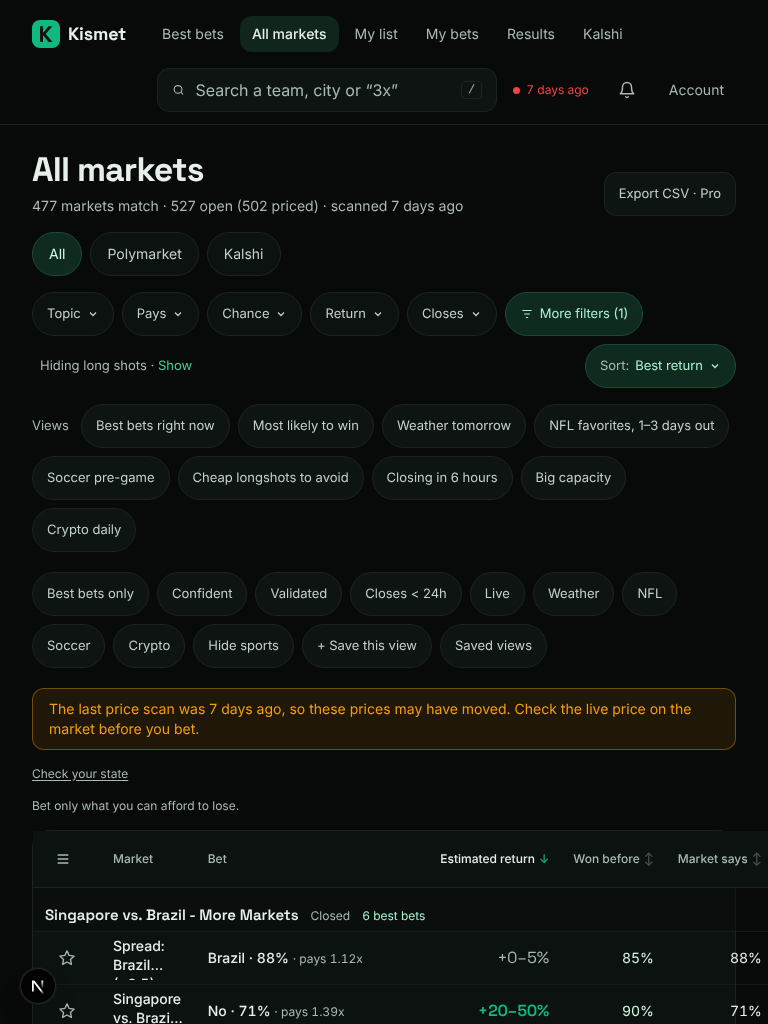 Kismet Best bets All markets My list My bets Results Kalshi
Search a team, city or “3x” / 7 days ago Account
All markets
477 markets match · 527 open (502 priced) · scanned 7 days ago
Export CSV · Pro
All Polymarket Kalshi
Topic Pays Chance Return Closes More filters (1)
Hiding long shots · Show Sort: Best return
Views Best bets right now Most likely to win Weather tomorrow NFL favorites, 1–3 days out
Soccer pre-game Cheap longshots to avoid Closing in 6 hours Big capacity
Crypto daily
Best bets only Confident Validated Closes < 24h Live Weather NFL
Soccer Crypto Hide sports + Save this view Saved views
The last price scan was 7 days ago, so these prices may have moved. Check the live price on the
market before you bet.
Check your state
Bet only what you can afford to lose.
Market Bet Estimated return Won before Market says
Singapore vs. Brazil - More Markets Closed 6 best bets
Spread:
Brazil...
Brazil · 88% · pays 1.12x +0–5% 85% 88%
Singapore
vs. Brazi...
No · 71% · pays 1.39x +20–50% 90% 71%
N